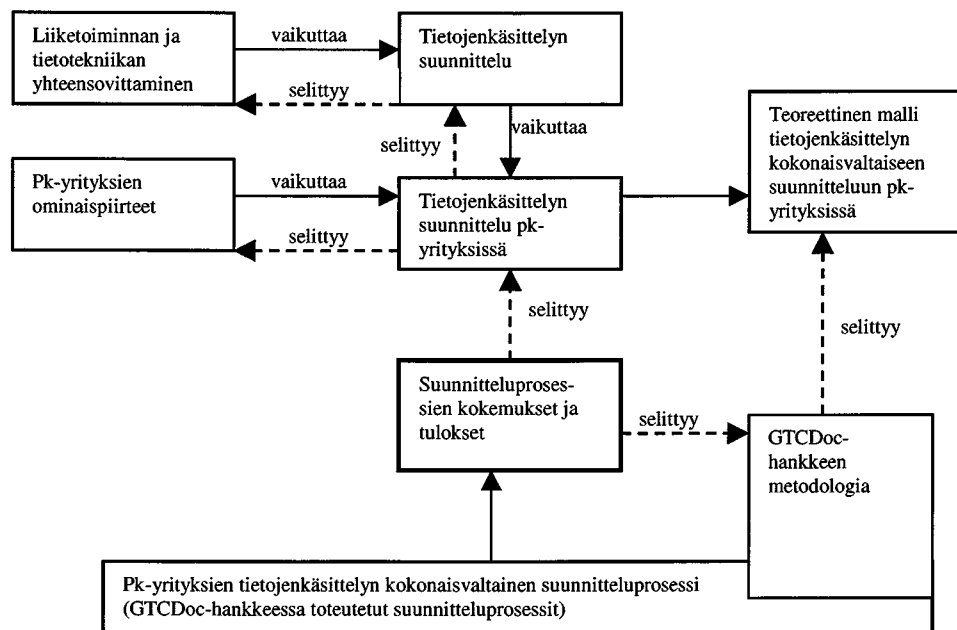 Liiketoiminnan ja
tietotekniikan
yhteensovittaminen
vaikuttaa
selittyy
Tietojenkäsittelyn
suunnittelu
selittyy
vaikuttaa
Teoreettinen malli
tietojenkäsittelyn
kokonaisvaltaiseen
suunnitteluun pk-
yrityksissä
Pk-yrityksien
ominaispiirteet
vaikuttaa
selittyy
Tietojenkäsittelyn
suunnittelu pk-
yrityksissä
selittyy
selittyy
Suunnitteluproses-
sien kokemukset ja
tulokset
selittyy
GTCDoc-
hankkeen
metodologia
Pk-yrityksien tietojenkäsittelyn kokonaisvaltainen suunnitteluprosessi
(GTCDoc-hankkeessa toteutetut suunnitteluprosessit)